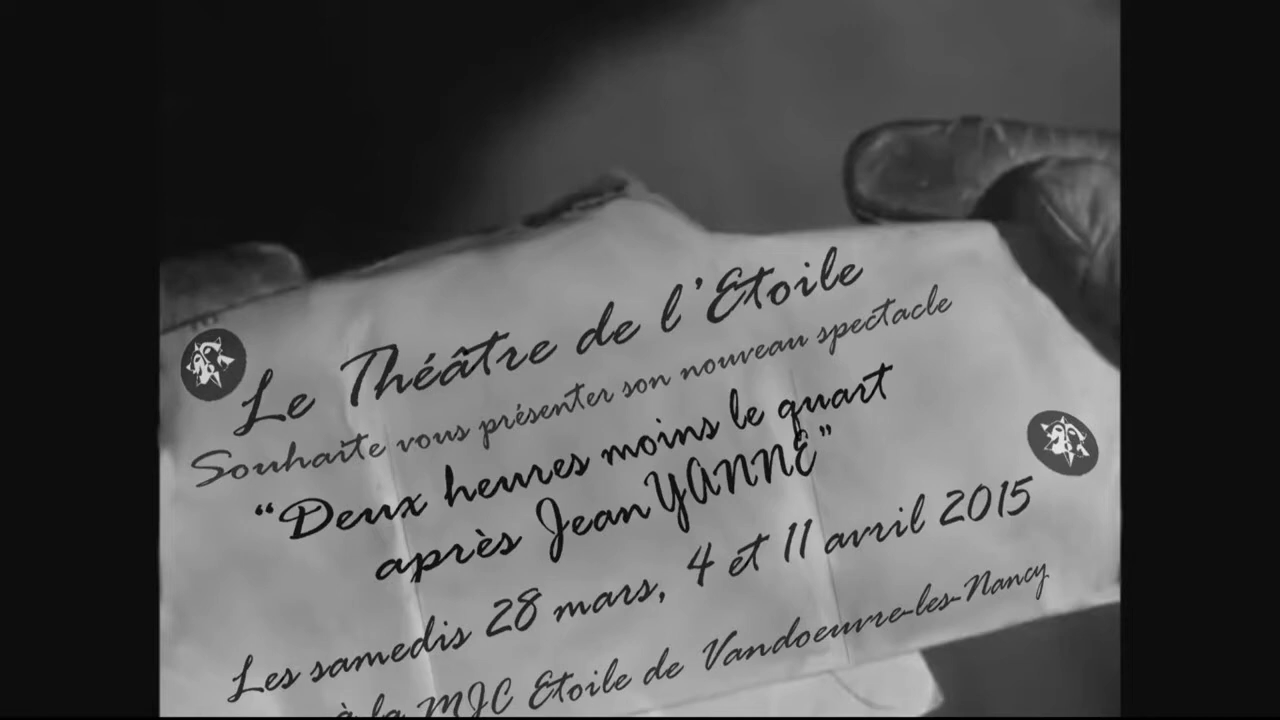 Le Théâtre de l'Etoile
Souhaite vous présenter son nouveau spectacle
“Deux heures moins le quart
après Jean YANNE”
Les samedis 28 mars, 4 et 11 avril 2015
à la MJC Etoile de Vandoeuvre-les-Nancy